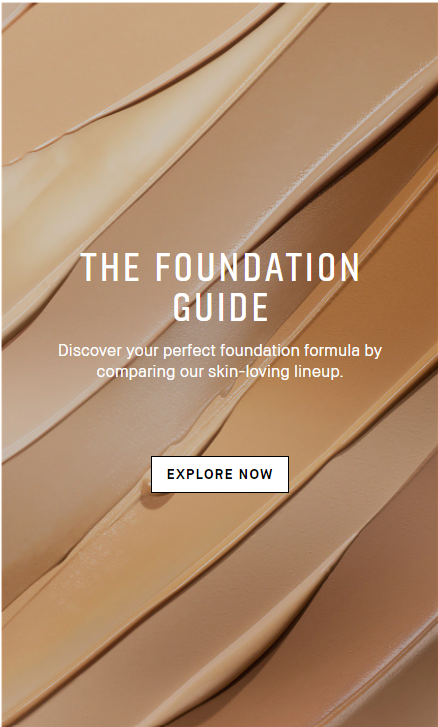 THE FOUNDATION
GUIDE
Discover your perfect foundation formula by
comparing our skin-loving lineup.
EXPLORE NOW